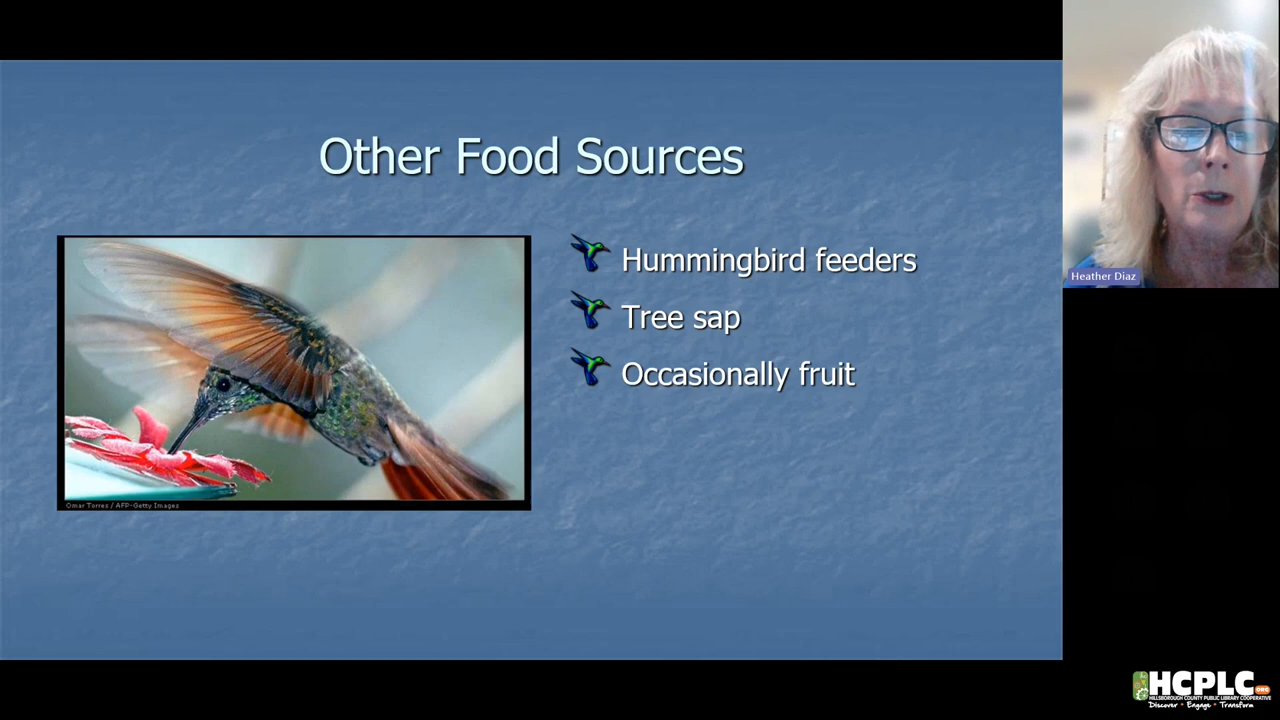 Other Food Sources
Hummingbird feeders
Tree sap
Occasionally fruit
Omar Torres / AFP-Getty Images
Heather Diaz
HCPLC.ORG
HILLSBOROUGH COUNTY PUBLIC LIBRARY COOPERATIVE
Discover • Engage • Transform